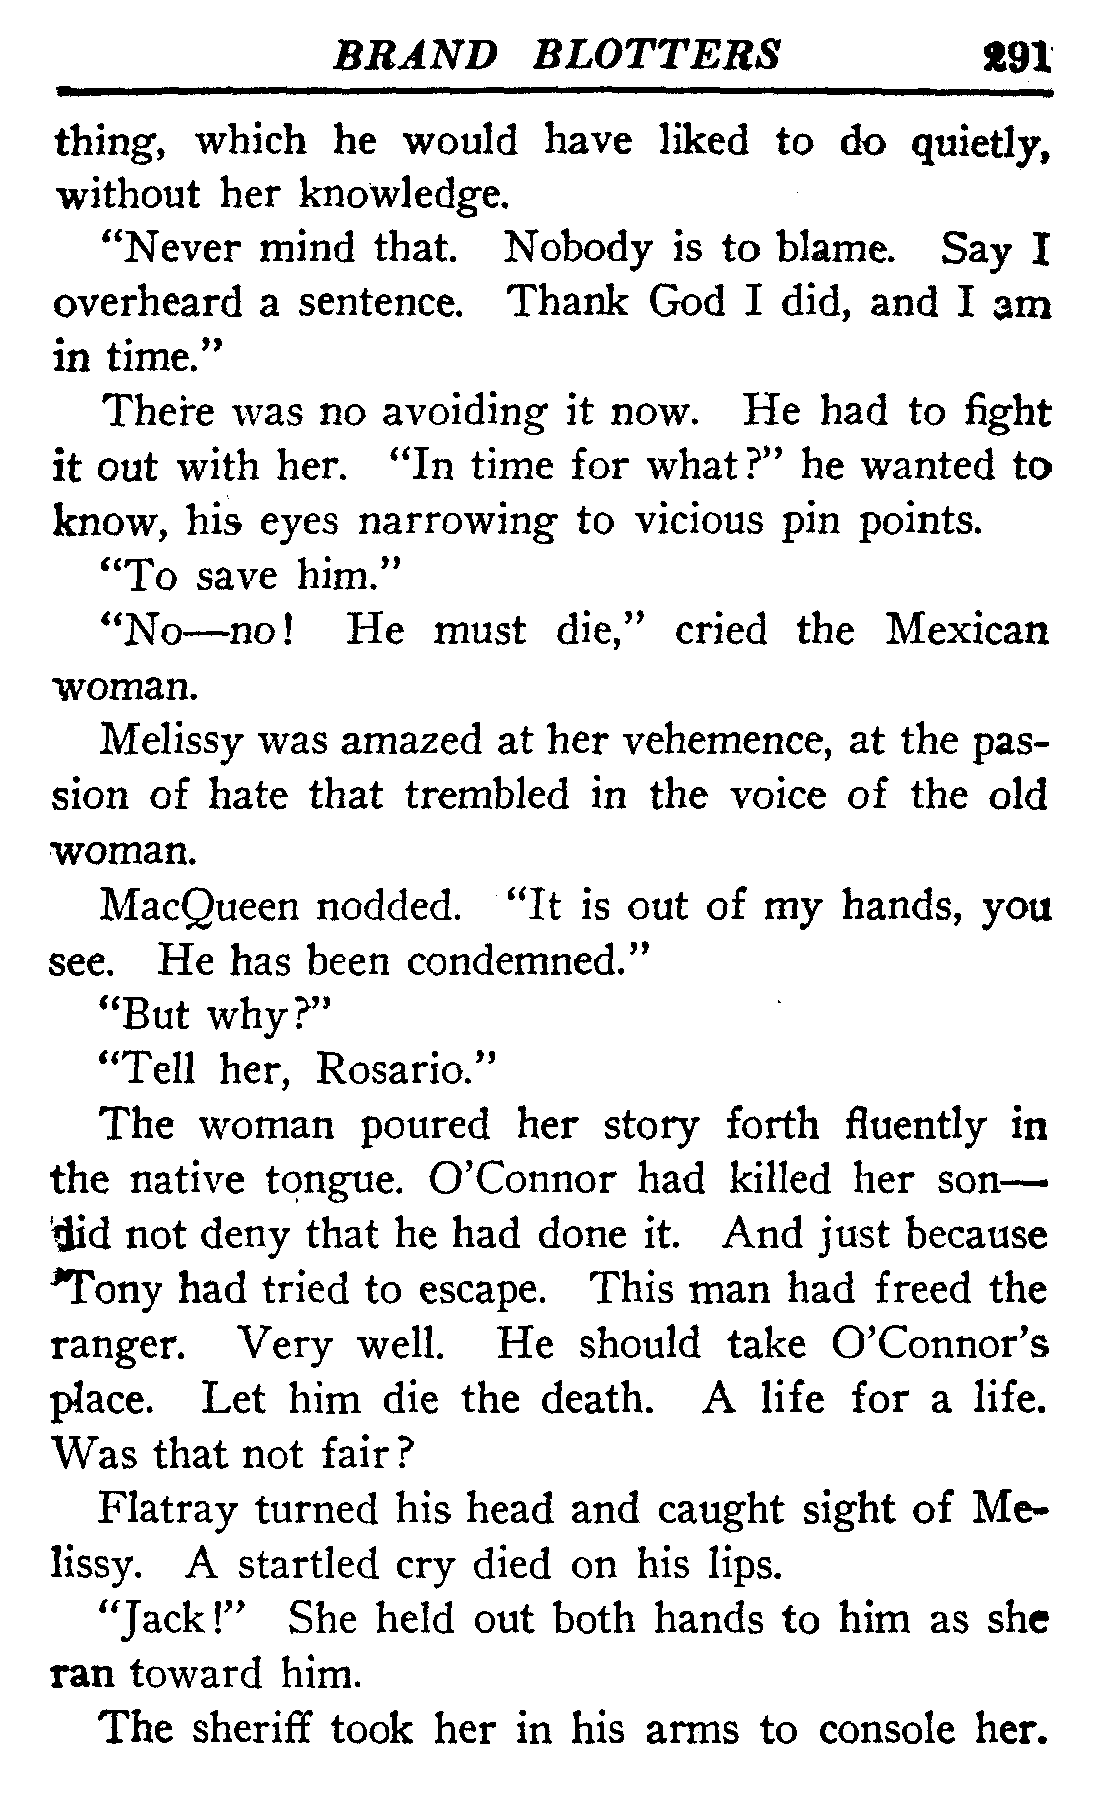 BRAND BLOTTERS 291
thing, which he would have liked to do quietly,
without her knowledge.
“Never mind that. Nobody is to blame. Say I
overheard a sentence. Thank God I did, and I am
in time.”
There was no avoiding it now. He had to fight
it out with her. “In time for what?” he wanted to
know, his eyes narrowing to vicious pin points.
“To save him.”
“No—no! He must die,” cried the Mexican
woman.
Melissy was amazed at her vehemence, at the pas-
sion of hate that trembled in the voice of the old
woman.
MacQueen nodded. “It is out of my hands, you
see. He has been condemned.”
“But why?”
“Tell her, Rosario.”
The woman poured her story forth fluently in
the native tongue. O’Connor had killed her son—
did not deny that he had done it. And just because
Tony had tried to escape. This man had freed the
ranger. Very well. He should take O’Connor’s
place. Let him die the death. A life for a life.
Was that not fair?
Flatray turned his head and caught sight of Me-
lissy. A startled cry died on his lips.
“Jack!” She held out both hands to him as she
ran toward him.
The sheriff took her in his arms to console her.